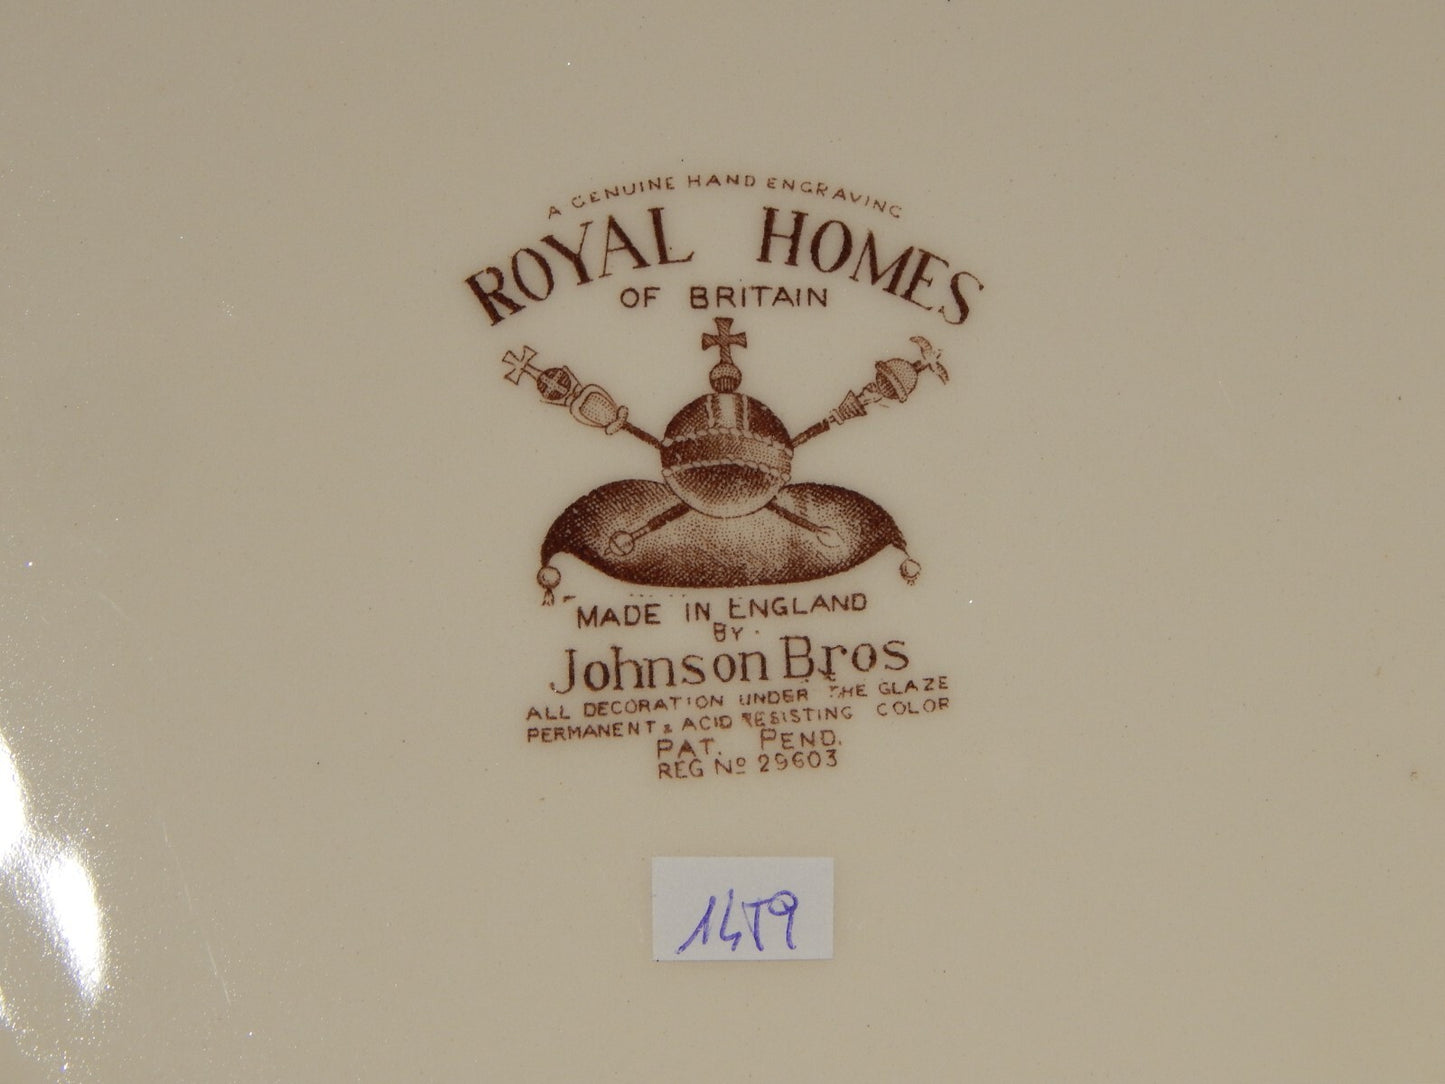 A GENUINE HAND ENGRAVING
ROYAL HOMES
OF BRITAIN
MADE IN ENGLAND
BY
Johnson Bros
ALL DECORATION UNDER THE GLAZE
PERMANENT & ACID RESISTING COLOR
PAT. PEND.
REG No 29603